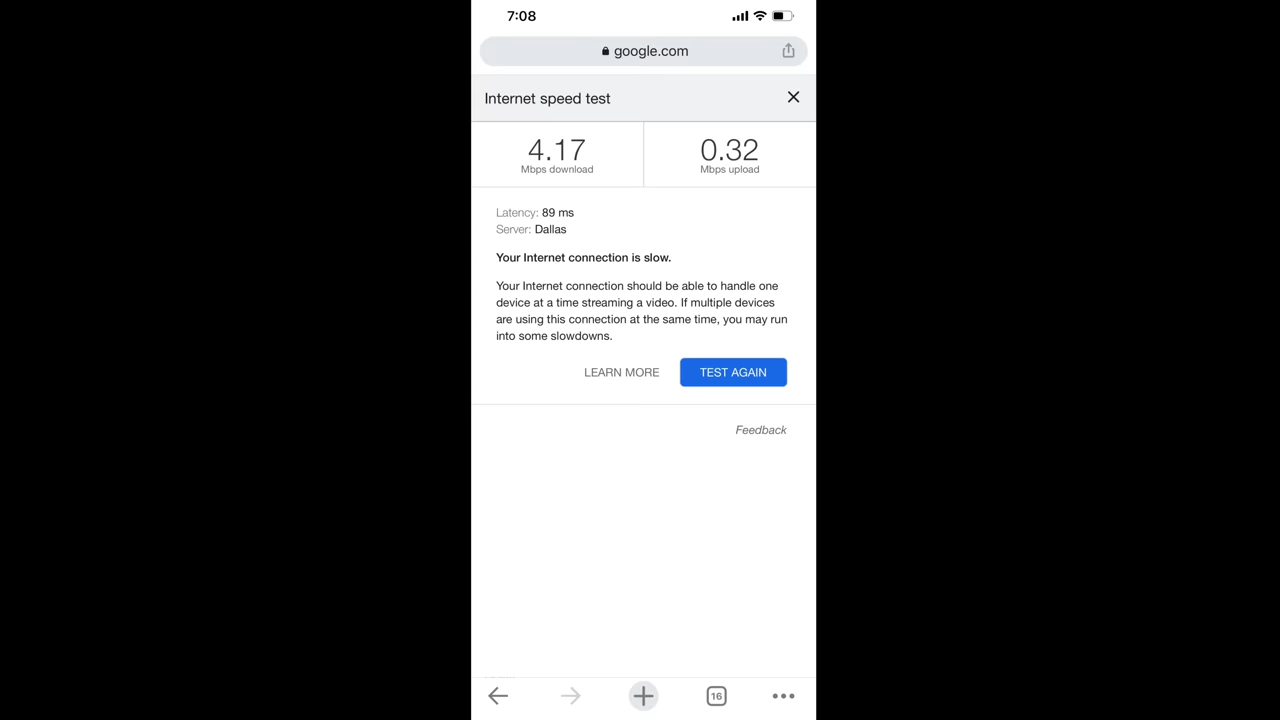 7:08
google.com
Internet speed test
4.17
Mbps download
0.32
Mbps upload
Latency: 89 ms
Server: Dallas
Your Internet connection is slow.
Your Internet connection should be able to handle one
device at a time streaming a video. If multiple devices
are using this connection at the same time, you may run
into some slowdowns.
LEARN MORE
TEST AGAIN
Feedback
16